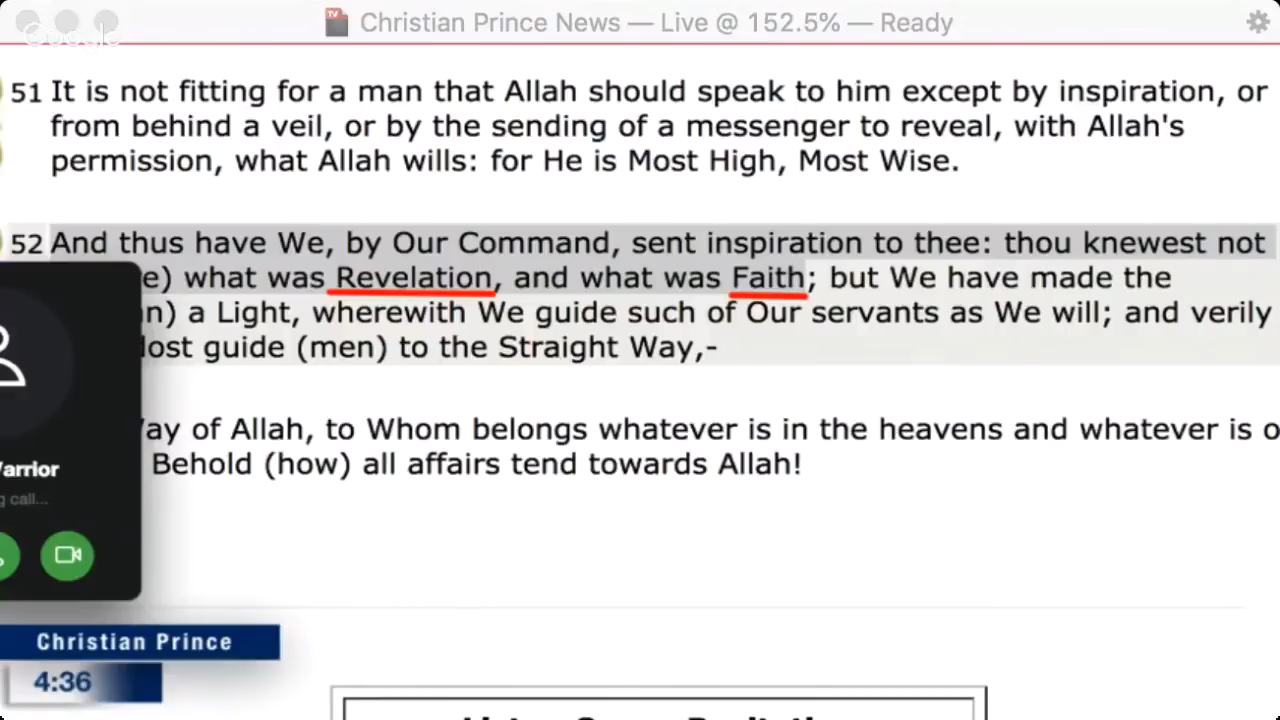 Christian Prince News — Live @ 152.5% — Ready
Google
51 It is not fitting for a man that Allah should speak to him except by inspiration, or
from behind a veil, or by the sending of a messenger to reveal, with Allah's
permission, what Allah wills: for He is Most High, Most Wise.
52 And thus have We, by Our Command, sent inspiration to thee: thou knewest not
e) what was Revelation, and what was Faith; but We have made the
n) a Light, wherewith We guide such of Our servants as We will; and verily
ost guide (men) to the Straight Way,-
ay of Allah, to Whom belongs whatever is in the heavens and whatever is o
Behold (how) all affairs tend towards Allah!
arrior
g call...
Christian Prince
4:36